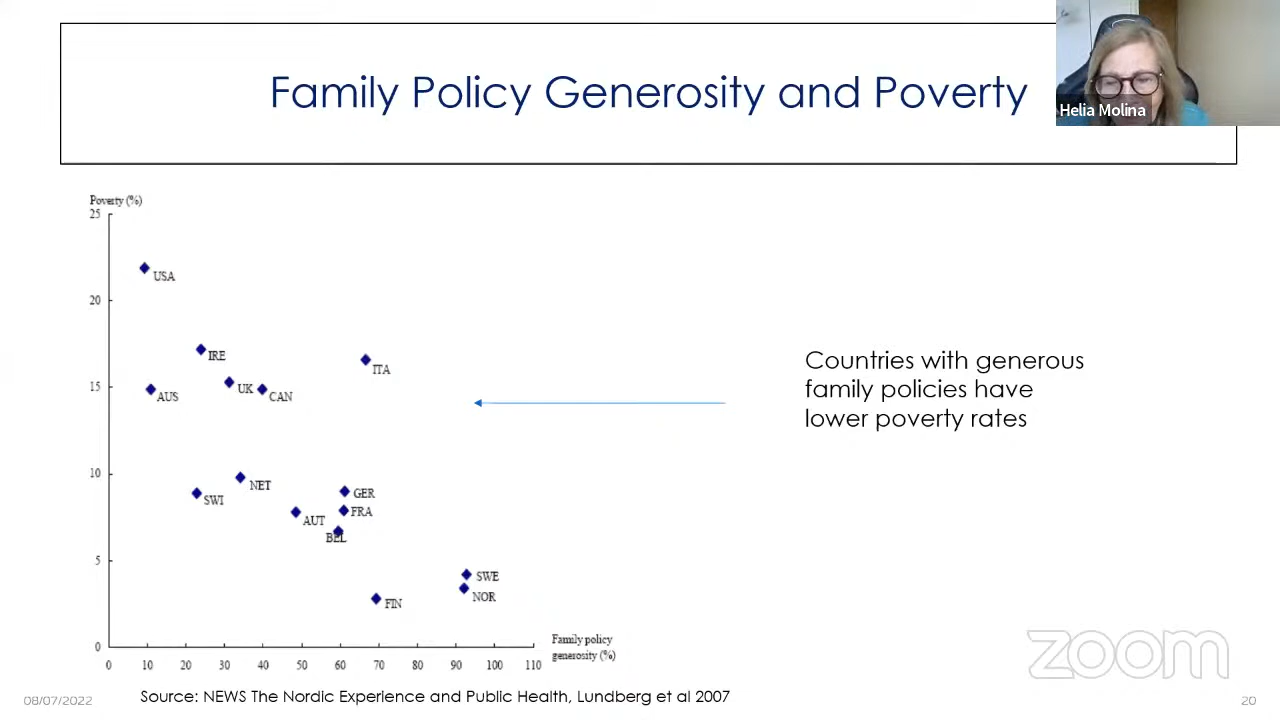 Family Policy Generosity and Poverty
Helia Molina
Poverty (%)
25
USA
20
IRE
ITA
UK
CAN
AUS
15
Countries with generous
family policies have
lower poverty rates
10
NET
SWI
GER
FRA
AUT
BEL
5
SWE
NOR
FIN
0
Family policy
generosity (%)
0 10 20 30 40 50 60 70 80 90 100 110
zoom
08/07/2022
Source: NEWS The Nordic Experience and Public Health, Lundberg et al 2007
20